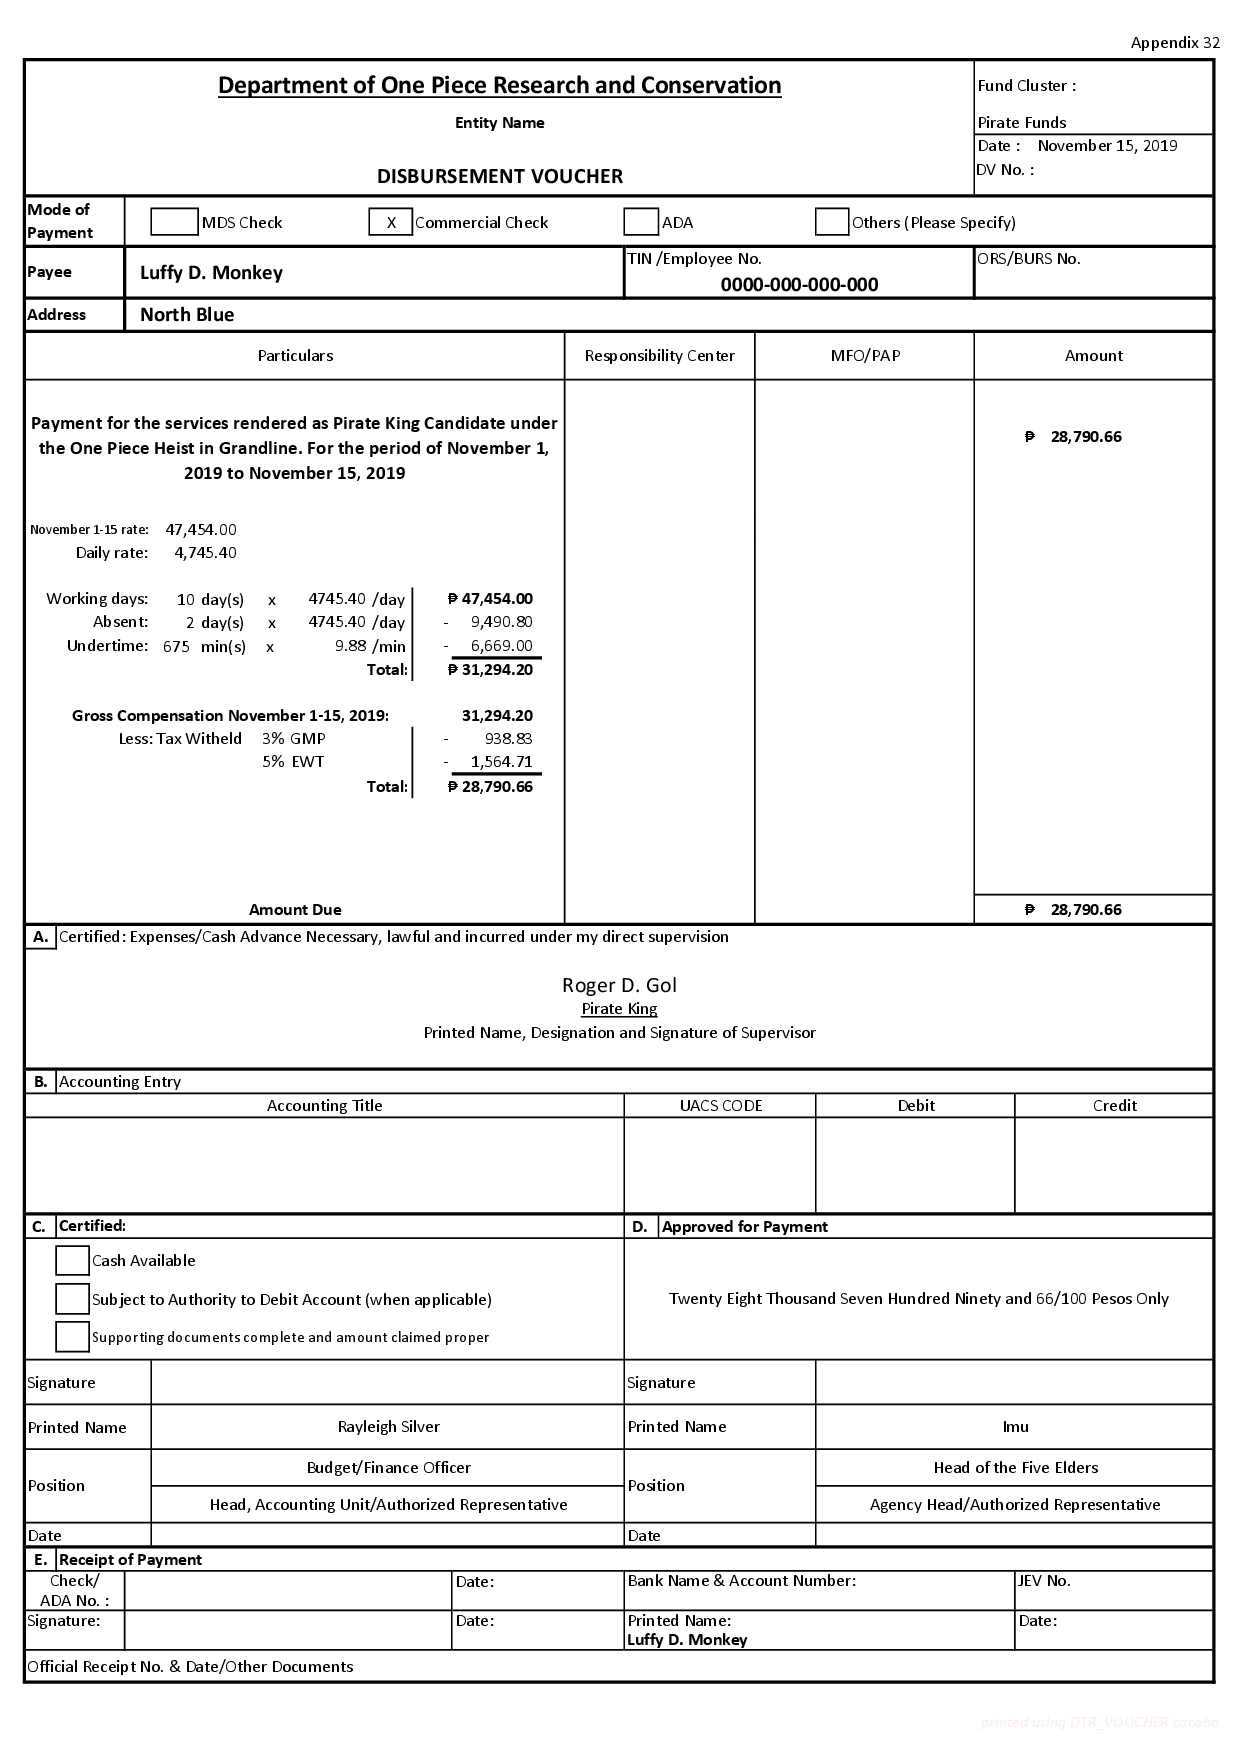 Appendix 32
Department of One Piece Research and Conservation
Entity Name
DISBURSEMENT VOUCHER
Fund Cluster :
Pirate Funds
Date : November 15, 2019
DV No. :
Mode of
Payment
MDS Check
X Commercial Check
ADA
Others (Please Specify)
Payee
Luffy D. Monkey
TIN /Employee No.
0000-000-000-000
ORS/BURS No.
Address
North Blue
Particulars
Responsibility Center
MFO/PAP
Amount
Payment for the services rendered as Pirate King Candidate under
the One Piece Heist in Grandline. For the period of November 1,
2019 to November 15, 2019
₱ 28,790.66
November 1-15 rate: 47,454.00
Daily rate: 4,745.40
Working days: 10 day(s) x 4745.40 /day ₱ 47,454.00
Absent: 2 day(s) x 4745.40 /day - 9,490.80
Undertime: 675 min(s) x 9.88 /min - 6,669.00
Total: ₱ 31,294.20
Gross Compensation November 1-15, 2019: 31,294.20
Less: Tax Witheld 3% GMP - 938.83
5% EWT - 1,564.71
Total: ₱ 28,790.66
Amount Due
₱ 28,790.66
A. Certified: Expenses/Cash Advance Necessary, lawful and incurred under my direct supervision
Roger D. Gol
Pirate King
Printed Name, Designation and Signature of Supervisor
B. Accounting Entry
Accounting Title
UACS CODE
Debit
Credit
C. Certified:
Cash Available
Subject to Authority to Debit Account (when applicable)
Supporting documents complete and amount claimed proper
D. Approved for Payment
Twenty Eight Thousand Seven Hundred Ninety and 66/100 Pesos Only
Signature
Signature
Printed Name
Rayleigh Silver
Printed Name
Imu
Position
Budget/Finance Officer
Head, Accounting Unit/Authorized Representative
Position
Head of the Five Elders
Agency Head/Authorized Representative
Date
Date
E. Receipt of Payment
Check/
ADA No. :
Date:
Bank Name & Account Number:
JEV No.
Signature:
Date:
Printed Name:
Luffy D. Monkey
Date:
Official Receipt No. & Date/Other Documents
printed using DTR_VOUCHER cacabo